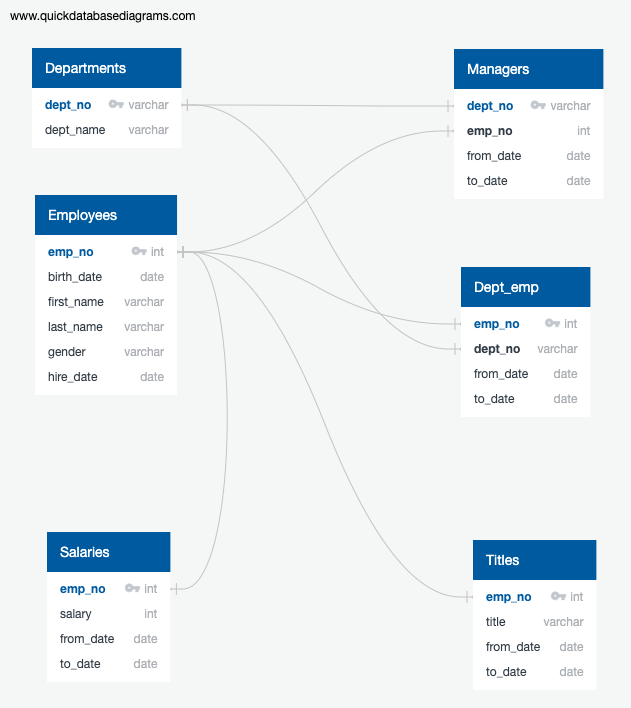 www.quickdatabasediagrams.com
Departments
dept_no varchar
dept_name varchar
Managers
dept_no varchar
emp_no int
from_date date
to_date date
Employees
emp_no int
birth_date date
first_name varchar
last_name varchar
gender varchar
hire_date date
Dept_emp
emp_no int
dept_no varchar
from_date date
to_date date
Salaries
emp_no int
salary int
from_date date
to_date date
Titles
emp_no int
title varchar
from_date date
to_date date